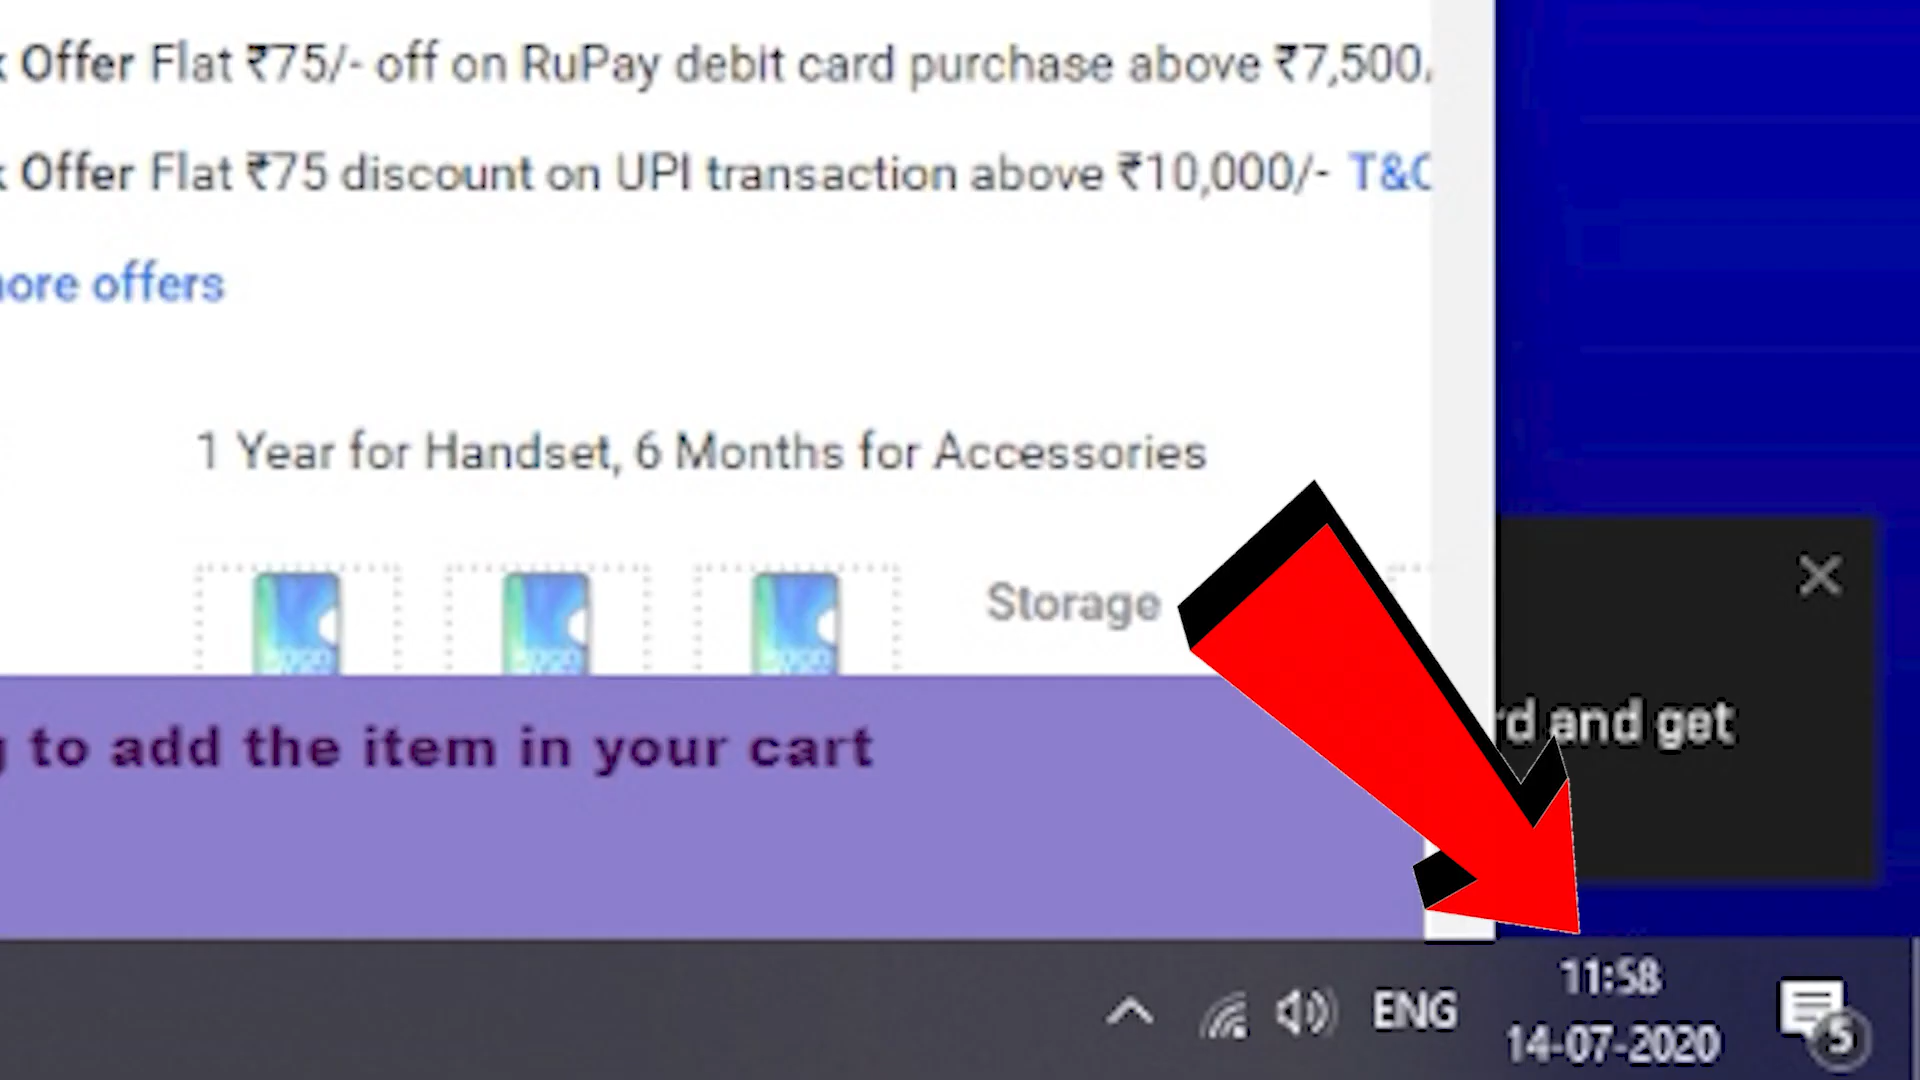 Offer Flat ₹75/- off on RuPay debit card purchase above ₹7,500
Offer Flat ₹75 discount on UPI transaction above ₹10,000/- T&C
more offers
1 Year for Handset, 6 Months for Accessories
Storage
to add the item in your cart
and get
ENG
11:58
14-07-2020
5